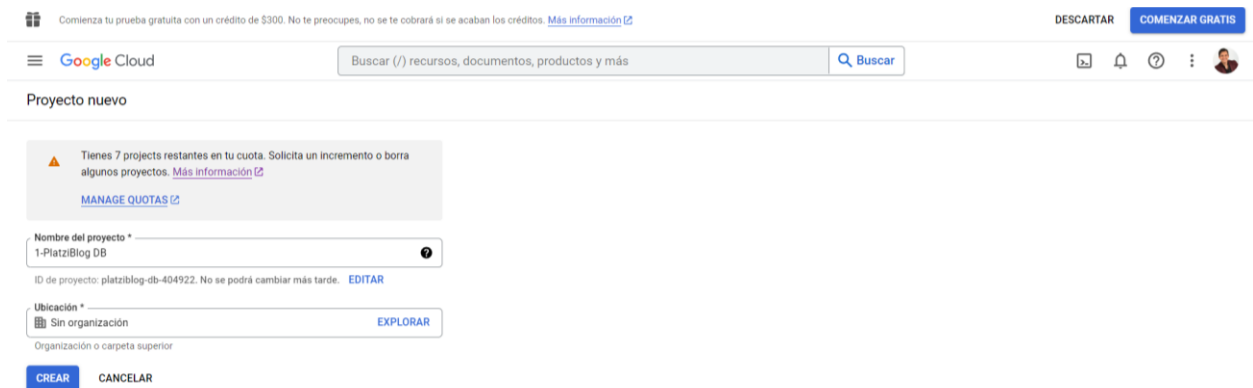 Comienza tu prueba gratuita con un crédito de $300. No te preocupes, no se te cobrará si se acaban los créditos. Más información
DESCARTAR
COMENZAR GRATIS
Google Cloud
Buscar (/) recursos, documentos, productos y más
Buscar
Proyecto nuevo
Tienes 7 projects restantes en tu cuota. Solicita un incremento o borra
algunos proyectos. Más información
MANAGE QUOTAS
Nombre del proyecto *
1-PlatziBlog DB
ID de proyecto: platziblog-db-404922. No se podrá cambiar más tarde. EDITAR
Ubicación *
Sin organización
EXPLORAR
Organización o carpeta superior
CREAR
CANCELAR